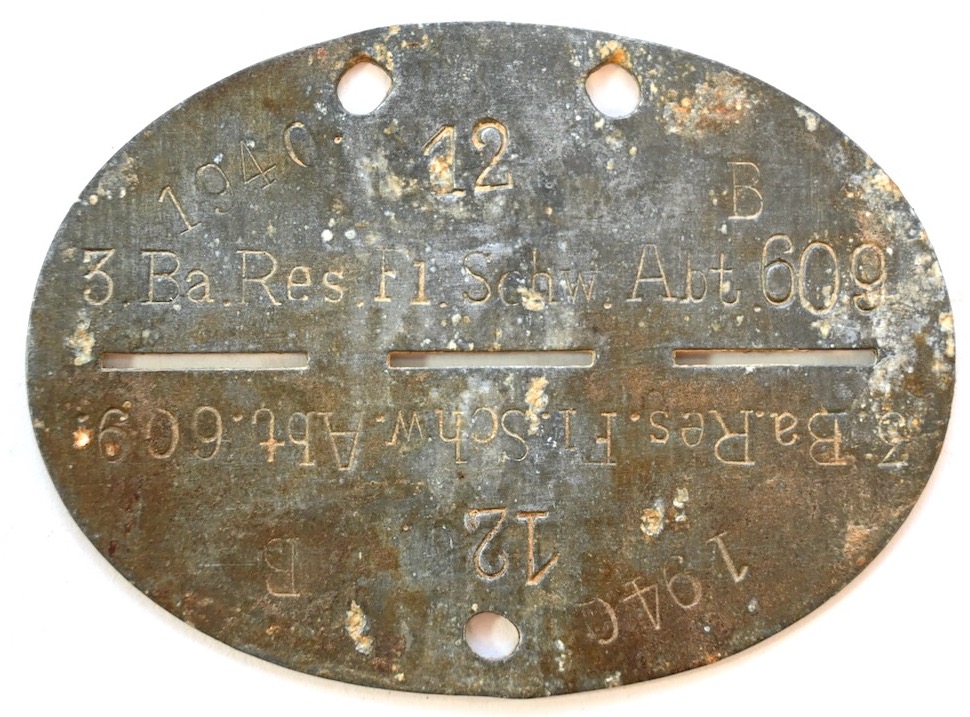 1940. 12 B
3.Ba.Res.Fl.Schw.Abt 609
3.Ba.Res.Fl.Schw.Abt.609.
12
1940 B